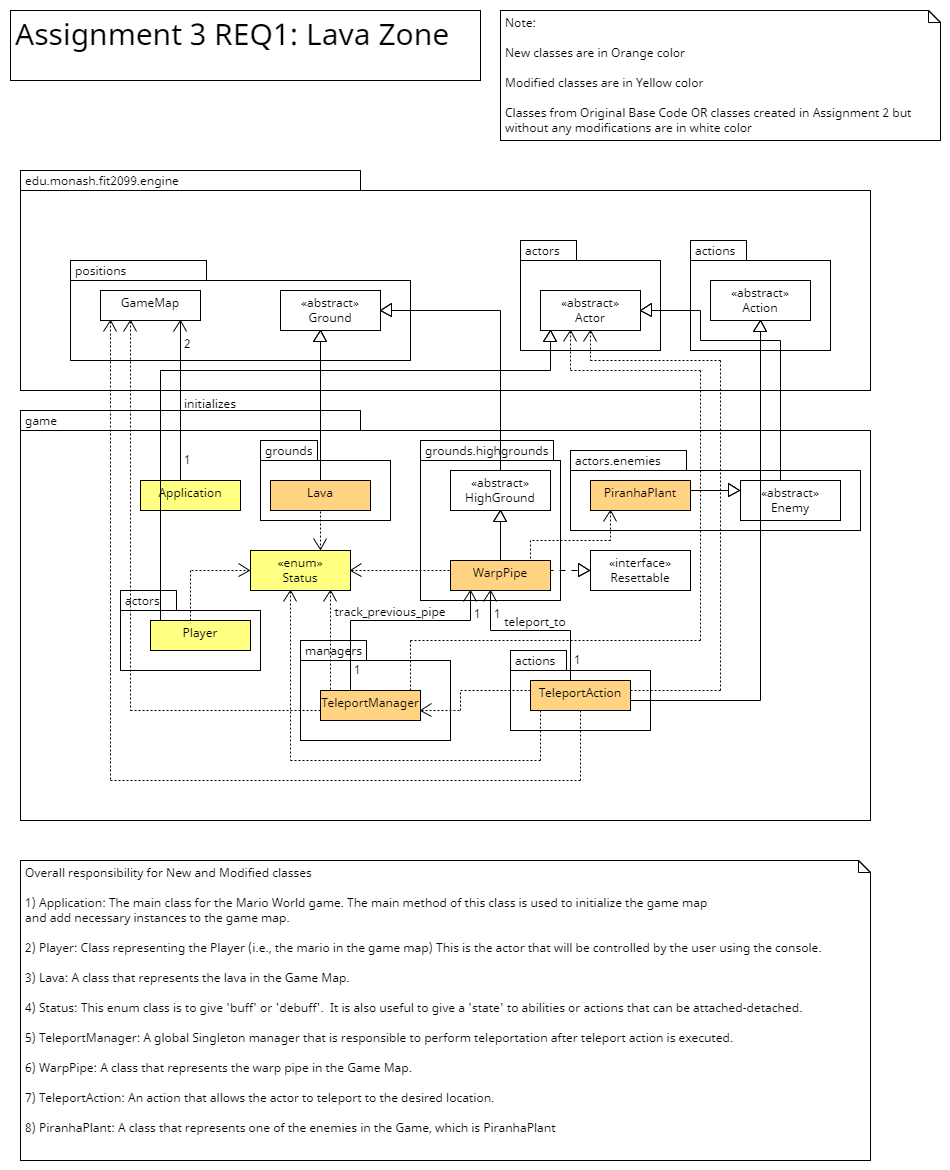 Assignment 3 REQ1: Lava Zone
Note:
New classes are in Orange color
Modified classes are in Yellow color
Classes from Original Base Code OR classes created in Assignment 2 but
without any modifications are in white color
edu.monash.fit2099.engine
positions
GameMap
«abstract»
Ground
actors
«abstract»
Actor
actions
«abstract»
Action
2
initializes
1
game
Application
grounds
Lava
grounds.highgrounds
«abstract»
HighGround
actors.enemies
PiranhaPlant
«abstract»
Enemy
«enum»
Status
WarpPipe
«interface»
Resettable
actors
Player
track_previous_pipe
1
1
teleport_to
managers
1
TeleportManager
actions
1
TeleportAction
Overall responsibility for New and Modified classes
1) Application: The main class for the Mario World game. The main method of this class is used to initialize the game map
and add necessary instances to the game map.
2) Player: Class representing the Player (i.e., the mario in the game map) This is the actor that will be controlled by the user using the console.
3) Lava: A class that represents the lava in the Game Map.
4) Status: This enum class is to give 'buff' or 'debuff'.  It is also useful to give a 'state' to abilities or actions that can be attached-detached.
5) TeleportManager: A global Singleton manager that is responsible to perform teleportation after teleport action is executed.
6) WarpPipe: A class that represents the warp pipe in the Game Map.
7) TeleportAction: An action that allows the actor to teleport to the desired location.
8) PiranhaPlant: A class that represents one of the enemies in the Game, which is PiranhaPlant